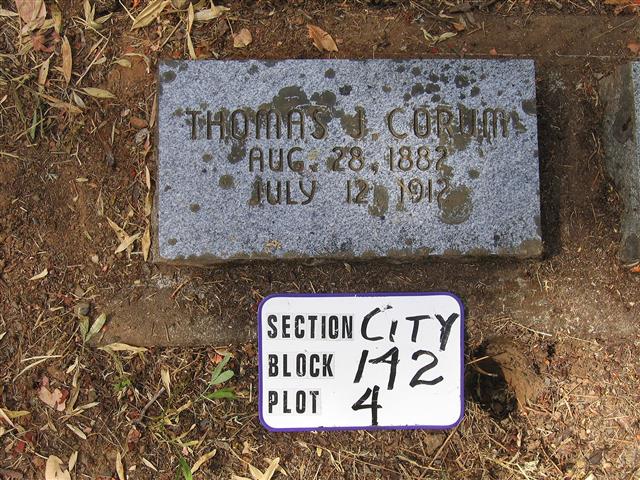 THOMAS J. CORUM
AUG. 28, 1882
JULY 12, 1912
SECTION CITY
BLOCK 142
PLOT 4